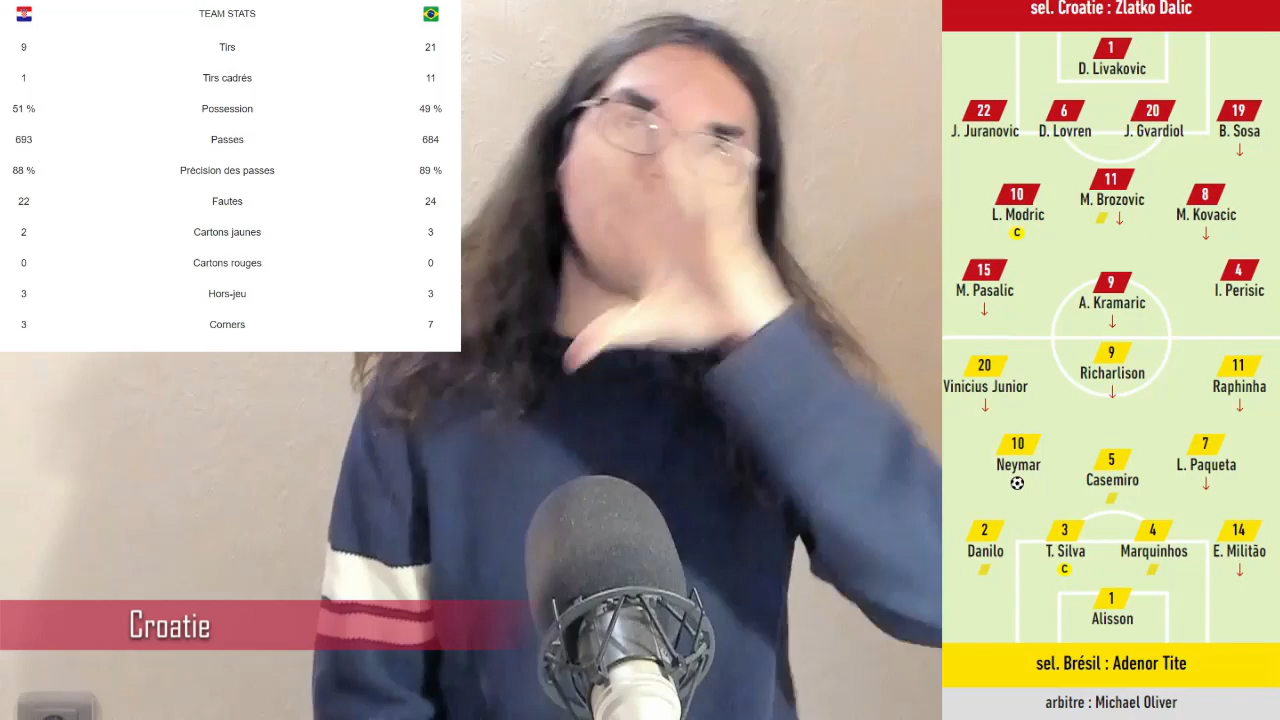 TEAM STATS
9 Tirs 21
1 Tirs cadrés 11
51 % Possession 49 %
693 Passes 684
88 % Précision des passes 89 %
22 Fautes 24
2 Cartons jaunes 3
0 Cartons rouges 0
3 Hors-jeu 3
3 Corners 7
Croatie
sel. Croatie : Zlatko Dalic
1
D. Livakovic
22 6 20 19
J. Juranovic D. Lovren J. Gvardiol B. Sosa
10 11 8
L. Modric M. Brozovic M. Kovacic
C
15 9 4
M. Pasalic A. Kramaric I. Perisic
20 9 11
Vinicius Junior Richarlison Raphinha
10 5 7
Neymar Casemiro L. Paqueta
2 3 4 14
Danilo T. Silva Marquinhos E. Militão
C
1
Alisson
sel. Brésil : Adenor Tite
arbitre : Michael Oliver